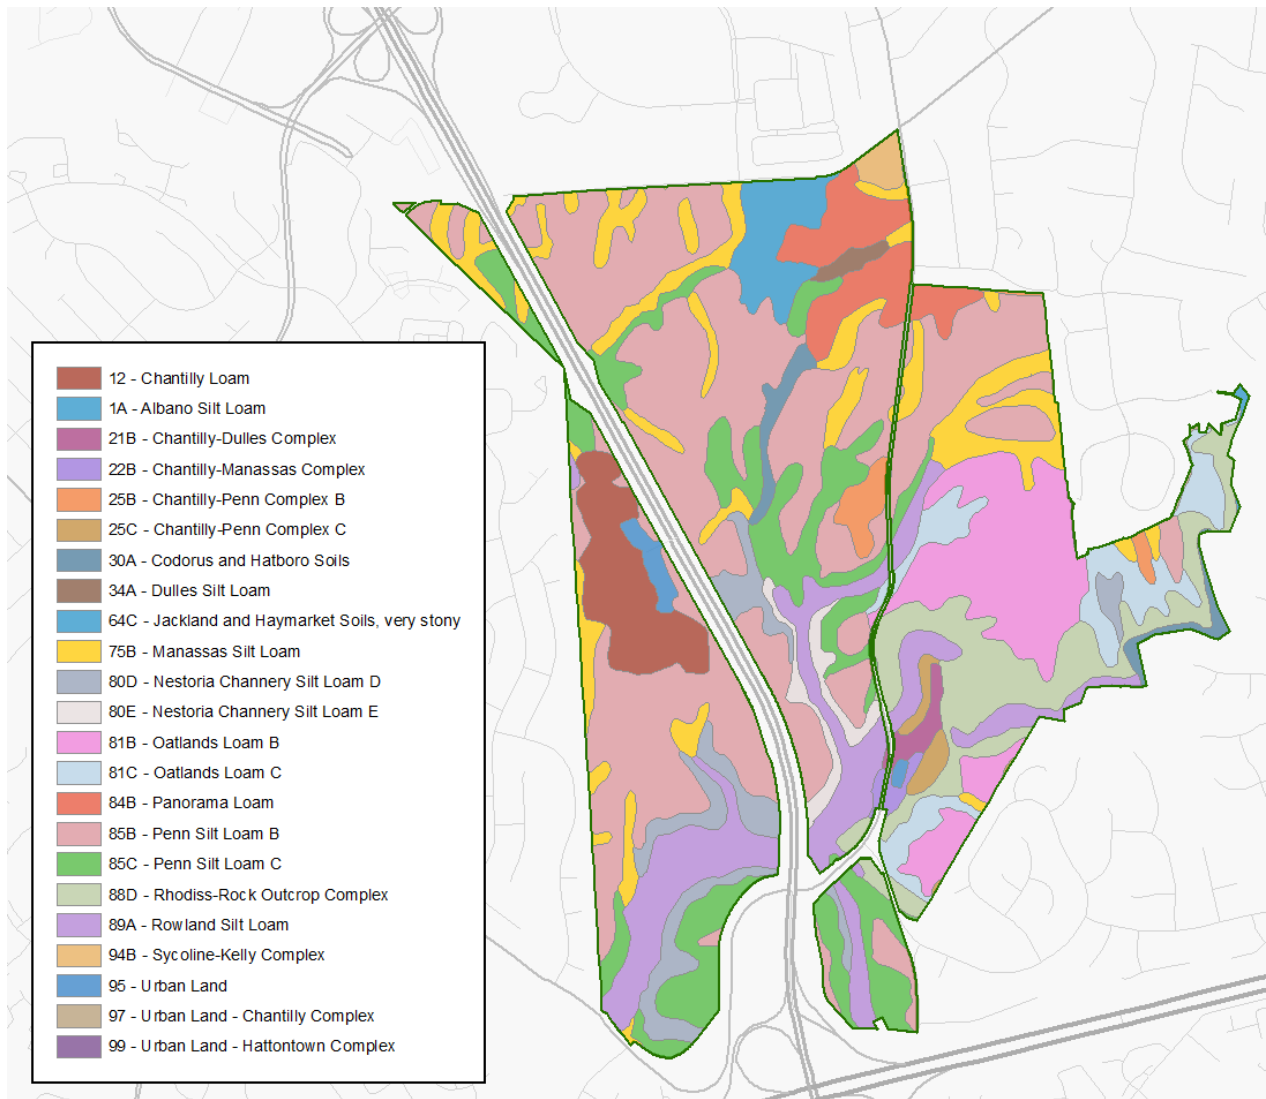 12 - Chantilly Loam
1A - Albano Silt Loam
21B - Chantilly-Dulles Complex
22B - Chantilly-Manassas Complex
25B - Chantilly-Penn Complex B
25C - Chantilly-Penn Complex C
30A - Codorus and Hatboro Soils
34A - Dulles Silt Loam
64C - Jackland and Haymarket Soils, very stony
75B - Manassas Silt Loam
80D - Nestoria Channery Silt Loam D
80E - Nestoria Channery Silt Loam E
81B - Oatlands Loam B
81C - Oatlands Loam C
84B - Panorama Loam
85B - Penn Silt Loam B
85C - Penn Silt Loam C
88D - Rhodiss-Rock Outcrop Complex
89A - Rowland Silt Loam
94B - Sycoline-Kelly Complex
95 - Urban Land
97 - Urban Land - Chantilly Complex
99 - Urban Land - Hattontown Complex